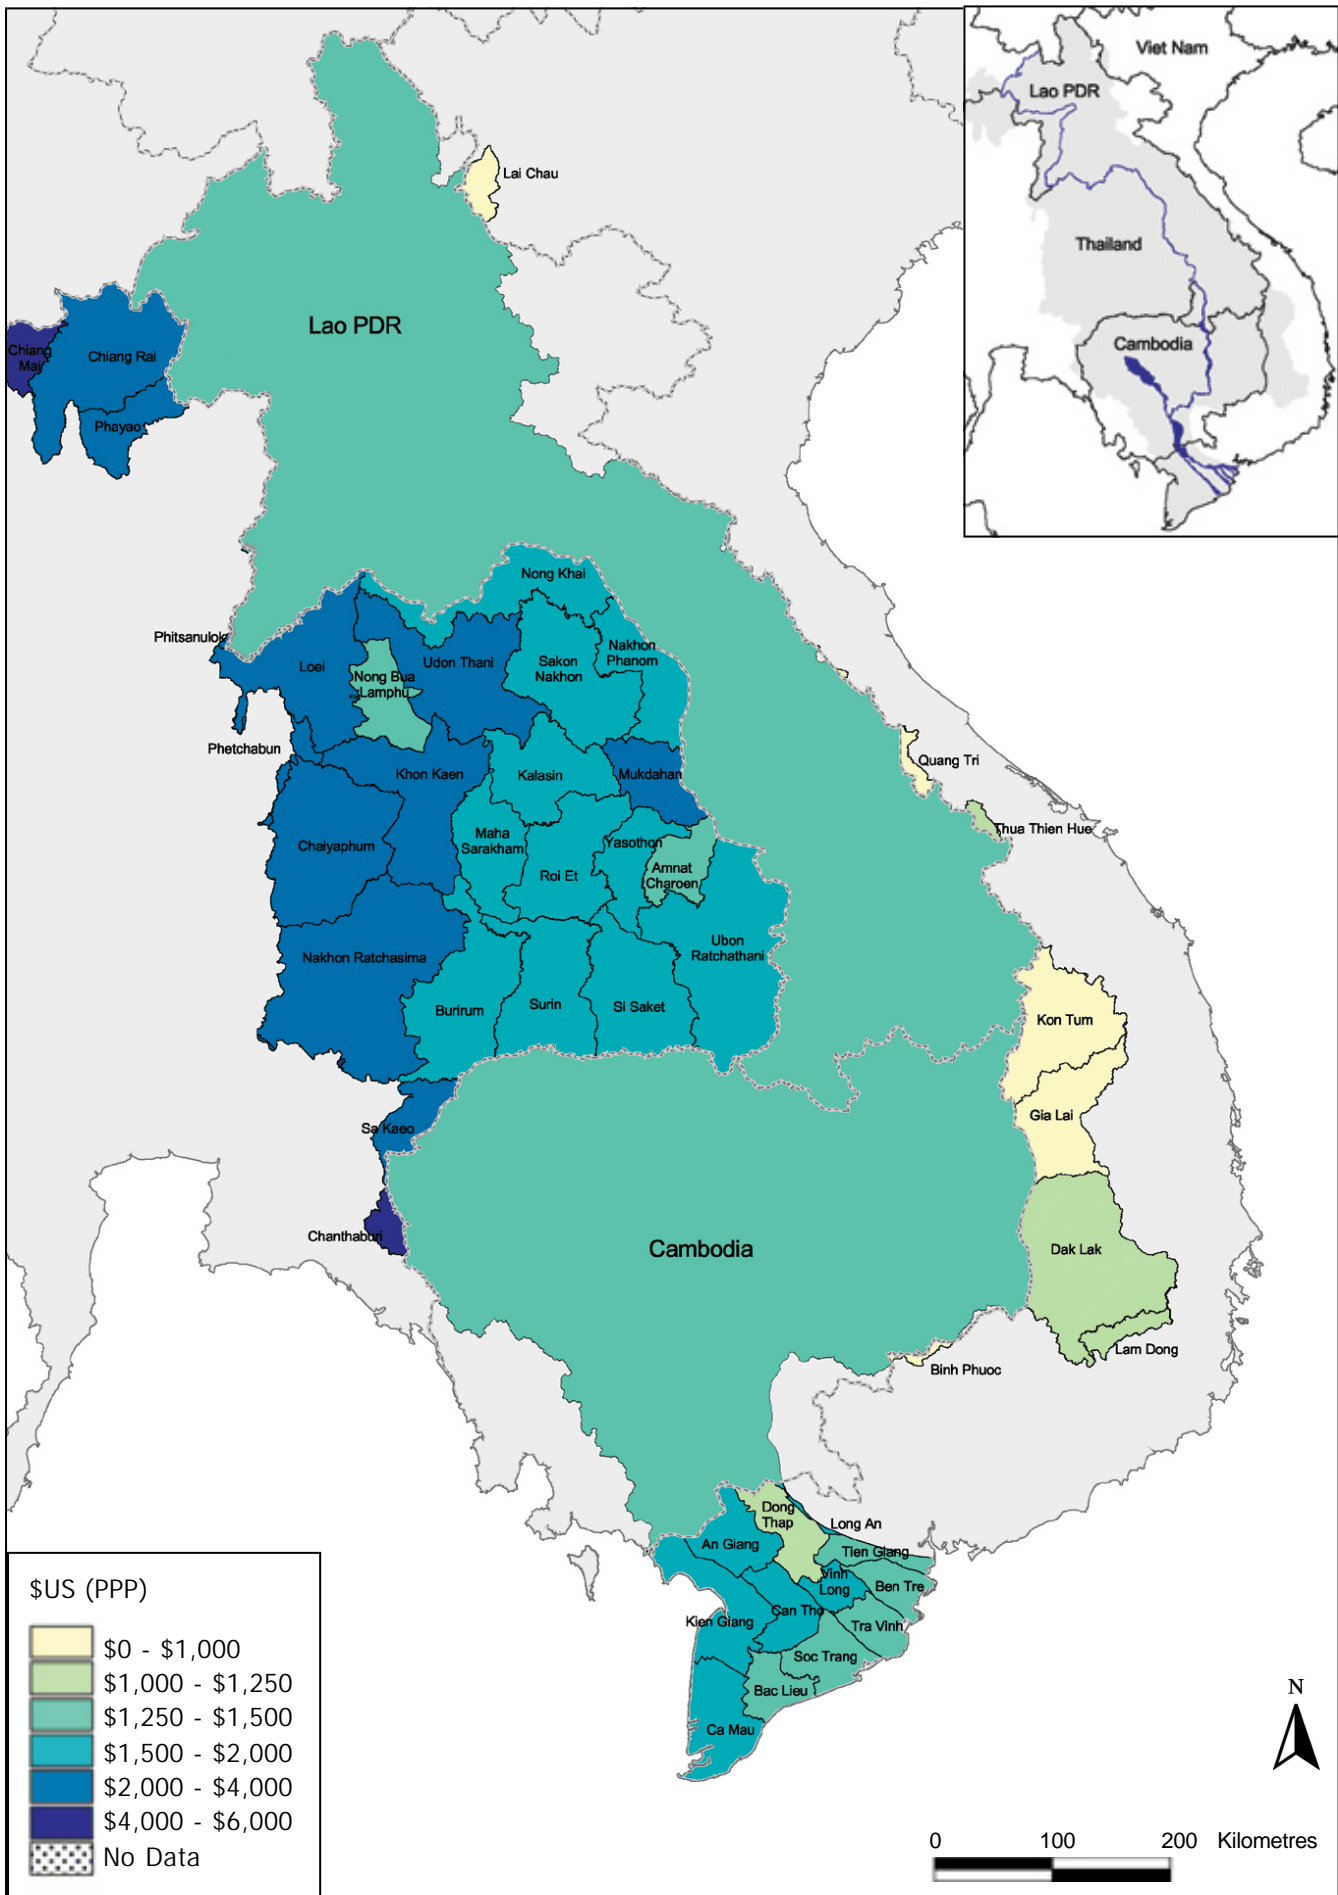 Viet Nam
Lao PDR
Thailand
Cambodia
Lai Chau
Lao PDR
Chiang
Mai
Chiang Rai
Phayao
Nong Khai
Phitsanulok
Loei
Udon Thani
Nong Bua
Lamphu
Sakon
Nakhon
Nakhon
Phanom
Phetchabun
Khon Kaen
Kalasin
Mukdahan
Quang Tri
Thua Thien Hue
Chaiyaphum
Maha
Sarakham
Roi Et
Yasothon
Amnat
Charoen
Nakhon Ratchasima
Ubon
Ratchathani
Burirum
Surin
Si Saket
Kon Tum
Gia Lai
Sa Kaeo
Chanthaburi
Cambodia
Dak Lak
Lam Dong
Binh Phuoc
Dong
Thap
Long An
An Giang
Tien Giang
Vinh
Long
Ben Tre
Can Tho
Kien Giang
Tra Vinh
Soc Trang
Bac Lieu
Ca Mau
$US (PPP)
$0 - $1,000
$1,000 - $1,250
$1,250 - $1,500
$1,500 - $2,000
$2,000 - $4,000
$4,000 - $6,000
No Data
N
0 100 200 Kilometres